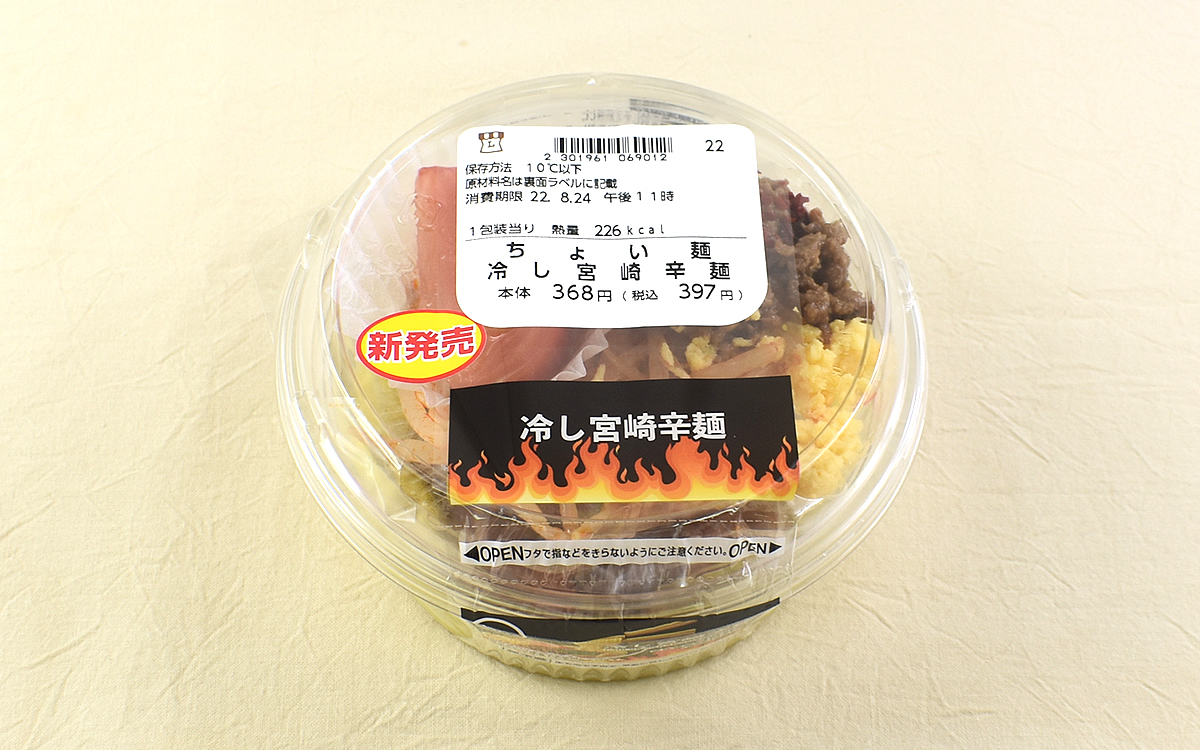 L
22
2 301961 069012
保存方法 10℃以下
原材料名は裏面ラベルに記載
消費期限 22. 8.24 午後11時
1包装当り 熱量 226kcal
ちょい麺
冷し宮崎辛麺
本体 368円(税込 397円)
新発売
冷し宮崎辛麺
◀OPEN フタで指などをきらないようにご注意ください。 OPEN▶